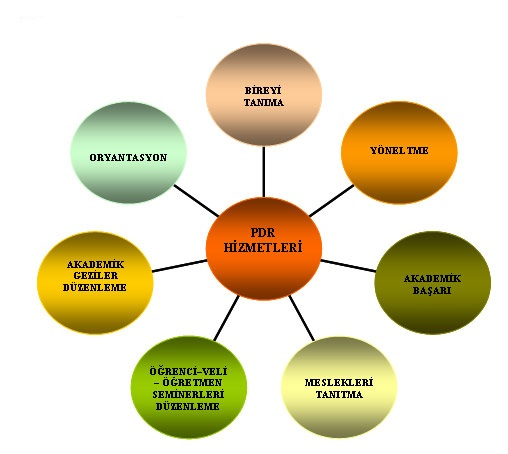 BİREYİ
TANIMA
ORYANTASYON
YÖNELTME
PDR
HİZMETLERİ
AKADEMİK
GEZİLER
DÜZENLEME
AKADEMİK
BAŞARI
ÖĞRENCİ–VELİ
– ÖĞRETMEN
SEMİNERLERİ
DÜZENLEME
MESLEKLERİ
TANITMA